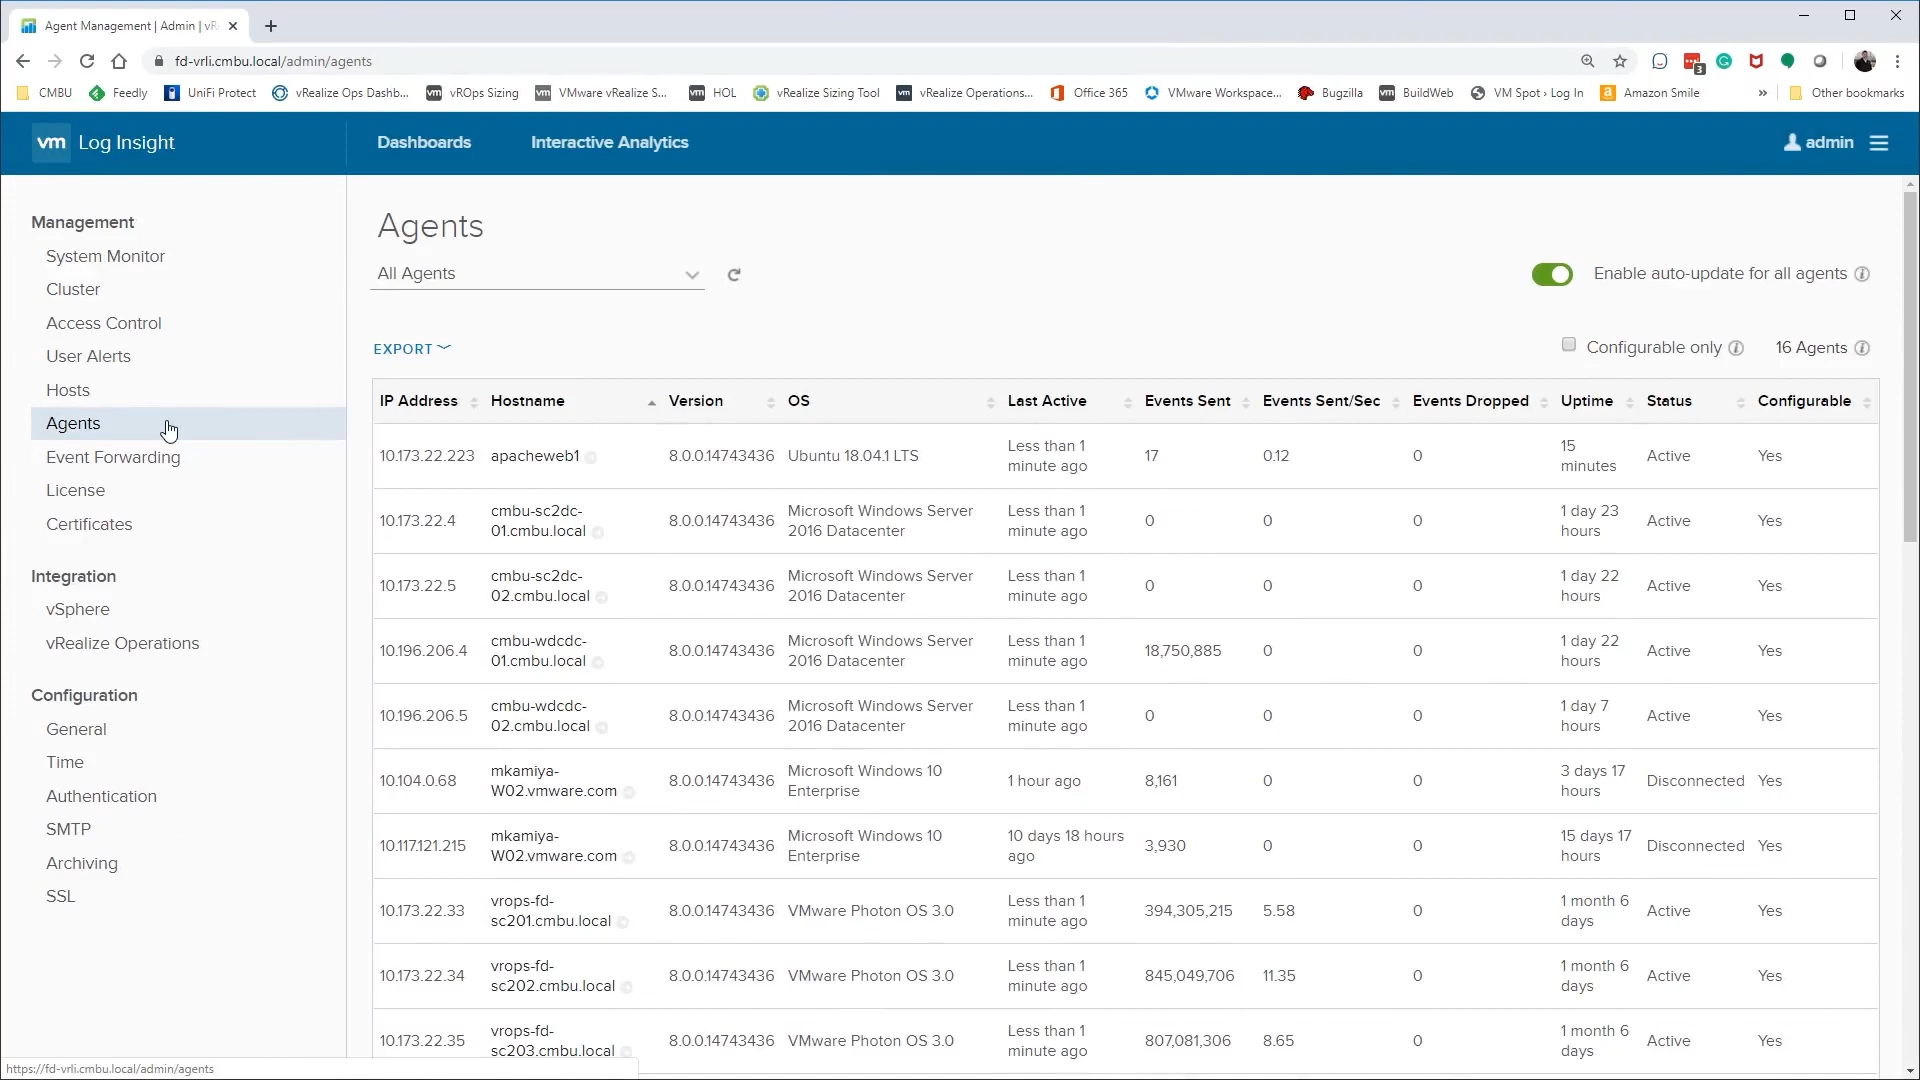 Agent Management | Admin | vR
fd-vrli.cmbu.local/admin/agents
3
CMBU
Feedly
UniFi Protect
vRealize Ops Dashb...
vROps Sizing
VMware vRealize S...
HOL
vRealize Sizing Tool
vRealize Operations...
Office 365
VMware Workspace...
Bugzilla
BuildWeb
VM Spot › Log In
Amazon Smile
»
Other bookmarks
vm Log Insight
Dashboards
Interactive Analytics
admin
Management
System Monitor
Cluster
Access Control
User Alerts
Hosts
Agents
Event Forwarding
License
Certificates
Integration
vSphere
vRealize Operations
Configuration
General
Time
Authentication
SMTP
Archiving
SSL
Agents
All Agents
Enable auto-update for all agents
EXPORT
Configurable only
16 Agents
IP Address Hostname Version OS Last Active Events Sent Events Sent/Sec Events Dropped Uptime Status Configurable
10.173.22.223 apacheweb1 8.0.0.14743436 Ubuntu 18.04.1 LTS Less than 1 minute ago 17 0.12 0 15 minutes Active Yes
10.173.22.4 cmbu-sc2dc-01.cmbu.local 8.0.0.14743436 Microsoft Windows Server 2016 Datacenter Less than 1 minute ago 0 0 0 1 day 23 hours Active Yes
10.173.22.5 cmbu-sc2dc-02.cmbu.local 8.0.0.14743436 Microsoft Windows Server 2016 Datacenter Less than 1 minute ago 0 0 0 1 day 22 hours Active Yes
10.196.206.4 cmbu-wdcdc-01.cmbu.local 8.0.0.14743436 Microsoft Windows Server 2016 Datacenter Less than 1 minute ago 18,750,885 0 0 1 day 22 hours Active Yes
10.196.206.5 cmbu-wdcdc-02.cmbu.local 8.0.0.14743436 Microsoft Windows Server 2016 Datacenter Less than 1 minute ago 0 0 0 1 day 7 hours Active Yes
10.104.0.68 mkamiya-W02.vmware.com 8.0.0.14743436 Microsoft Windows 10 Enterprise 1 hour ago 8,161 0 0 3 days 17 hours Disconnected Yes
10.117.121.215 mkamiya-W02.vmware.com 8.0.0.14743436 Microsoft Windows 10 Enterprise 10 days 18 hours ago 3,930 0 0 15 days 17 hours Disconnected Yes
10.173.22.33 vrops-fd-sc201.cmbu.local 8.0.0.14743436 VMware Photon OS 3.0 Less than 1 minute ago 394,305,215 5.58 0 1 month 6 days Active Yes
10.173.22.34 vrops-fd-sc202.cmbu.local 8.0.0.14743436 VMware Photon OS 3.0 Less than 1 minute ago 845,049,706 11.35 0 1 month 6 days Active Yes
10.173.22.35 vrops-fd-sc203.cmbu.local 8.0.0.14743436 VMware Photon OS 3.0 Less than 1 minute ago 807,081,306 8.65 0 1 month 6 days Active Yes
https://fd-vrli.cmbu.local/admin/agents